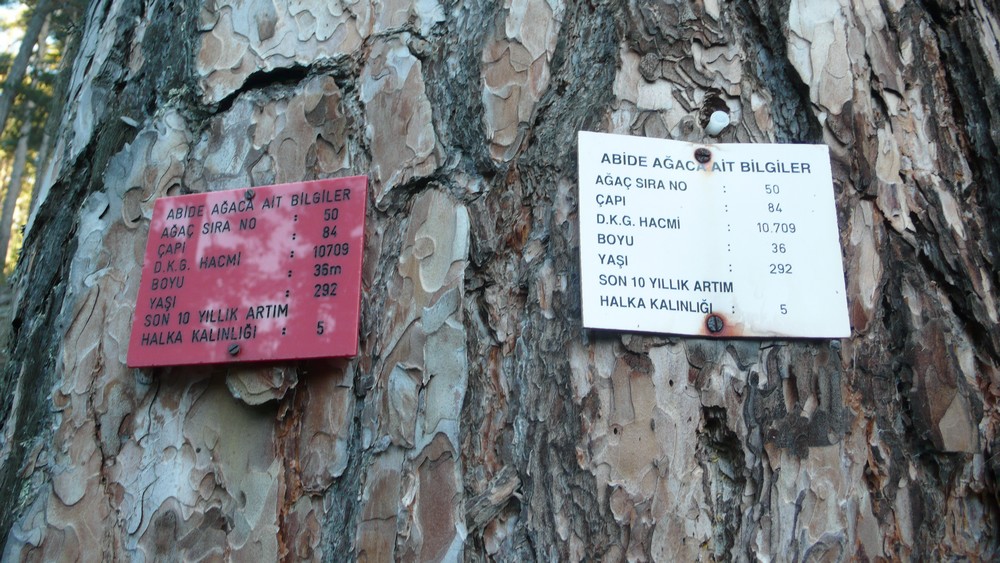 ABİDE AĞACA AİT BİLGİLER
AĞAÇ SIRA NO : 50
ÇAPI : 84
D.K.G. HACMİ : 10709
BOYU : 36m
YAŞI : 292
SON 10 YILLIK ARTIM
HALKA KALINLIĞI : 5
ABİDE AĞACA AİT BİLGİLER
AĞAÇ SIRA NO : 50
ÇAPI : 84
D.K.G. HACMİ : 10.709
BOYU : 36
YAŞI : 292
SON 10 YILLIK ARTIM
HALKA KALINLIĞI : 5